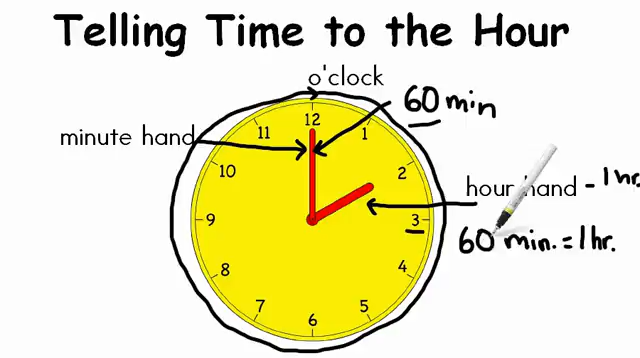 Telling Time to the Hour
o'clock
60 min
minute hand
hour hand - 1 hr.
60 min. = 1 hr.
12
1
2
3
4
5
6
7
8
9
10
11